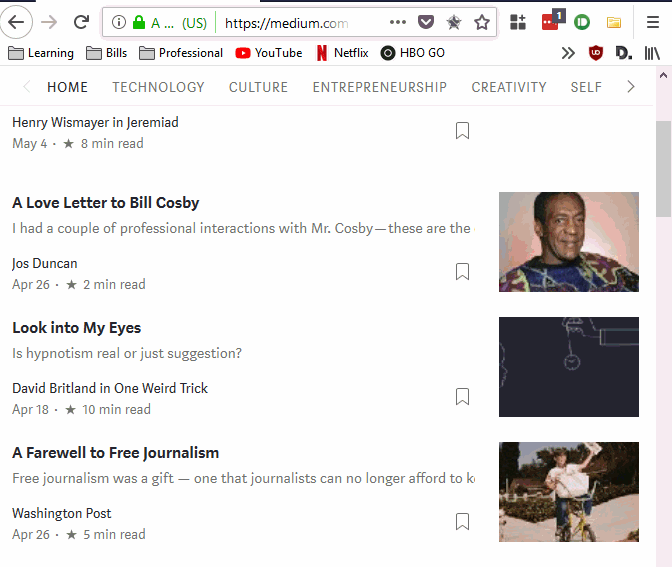 A ... (US) https://medium.com
1
Learning Bills Professional YouTube Netflix HBO GO
HOME TECHNOLOGY CULTURE ENTREPRENEURSHIP CREATIVITY SELF
Henry Wismayer in Jeremiad
May 4 · ★ 8 min read
A Love Letter to Bill Cosby
I had a couple of professional interactions with Mr. Cosby—these are the
Jos Duncan
Apr 26 · ★ 2 min read
Look into My Eyes
Is hypnotism real or just suggestion?
David Britland in One Weird Trick
Apr 18 · ★ 10 min read
A Farewell to Free Journalism
Free journalism was a gift — one that journalists can no longer afford to
Washington Post
Apr 26 · ★ 5 min read